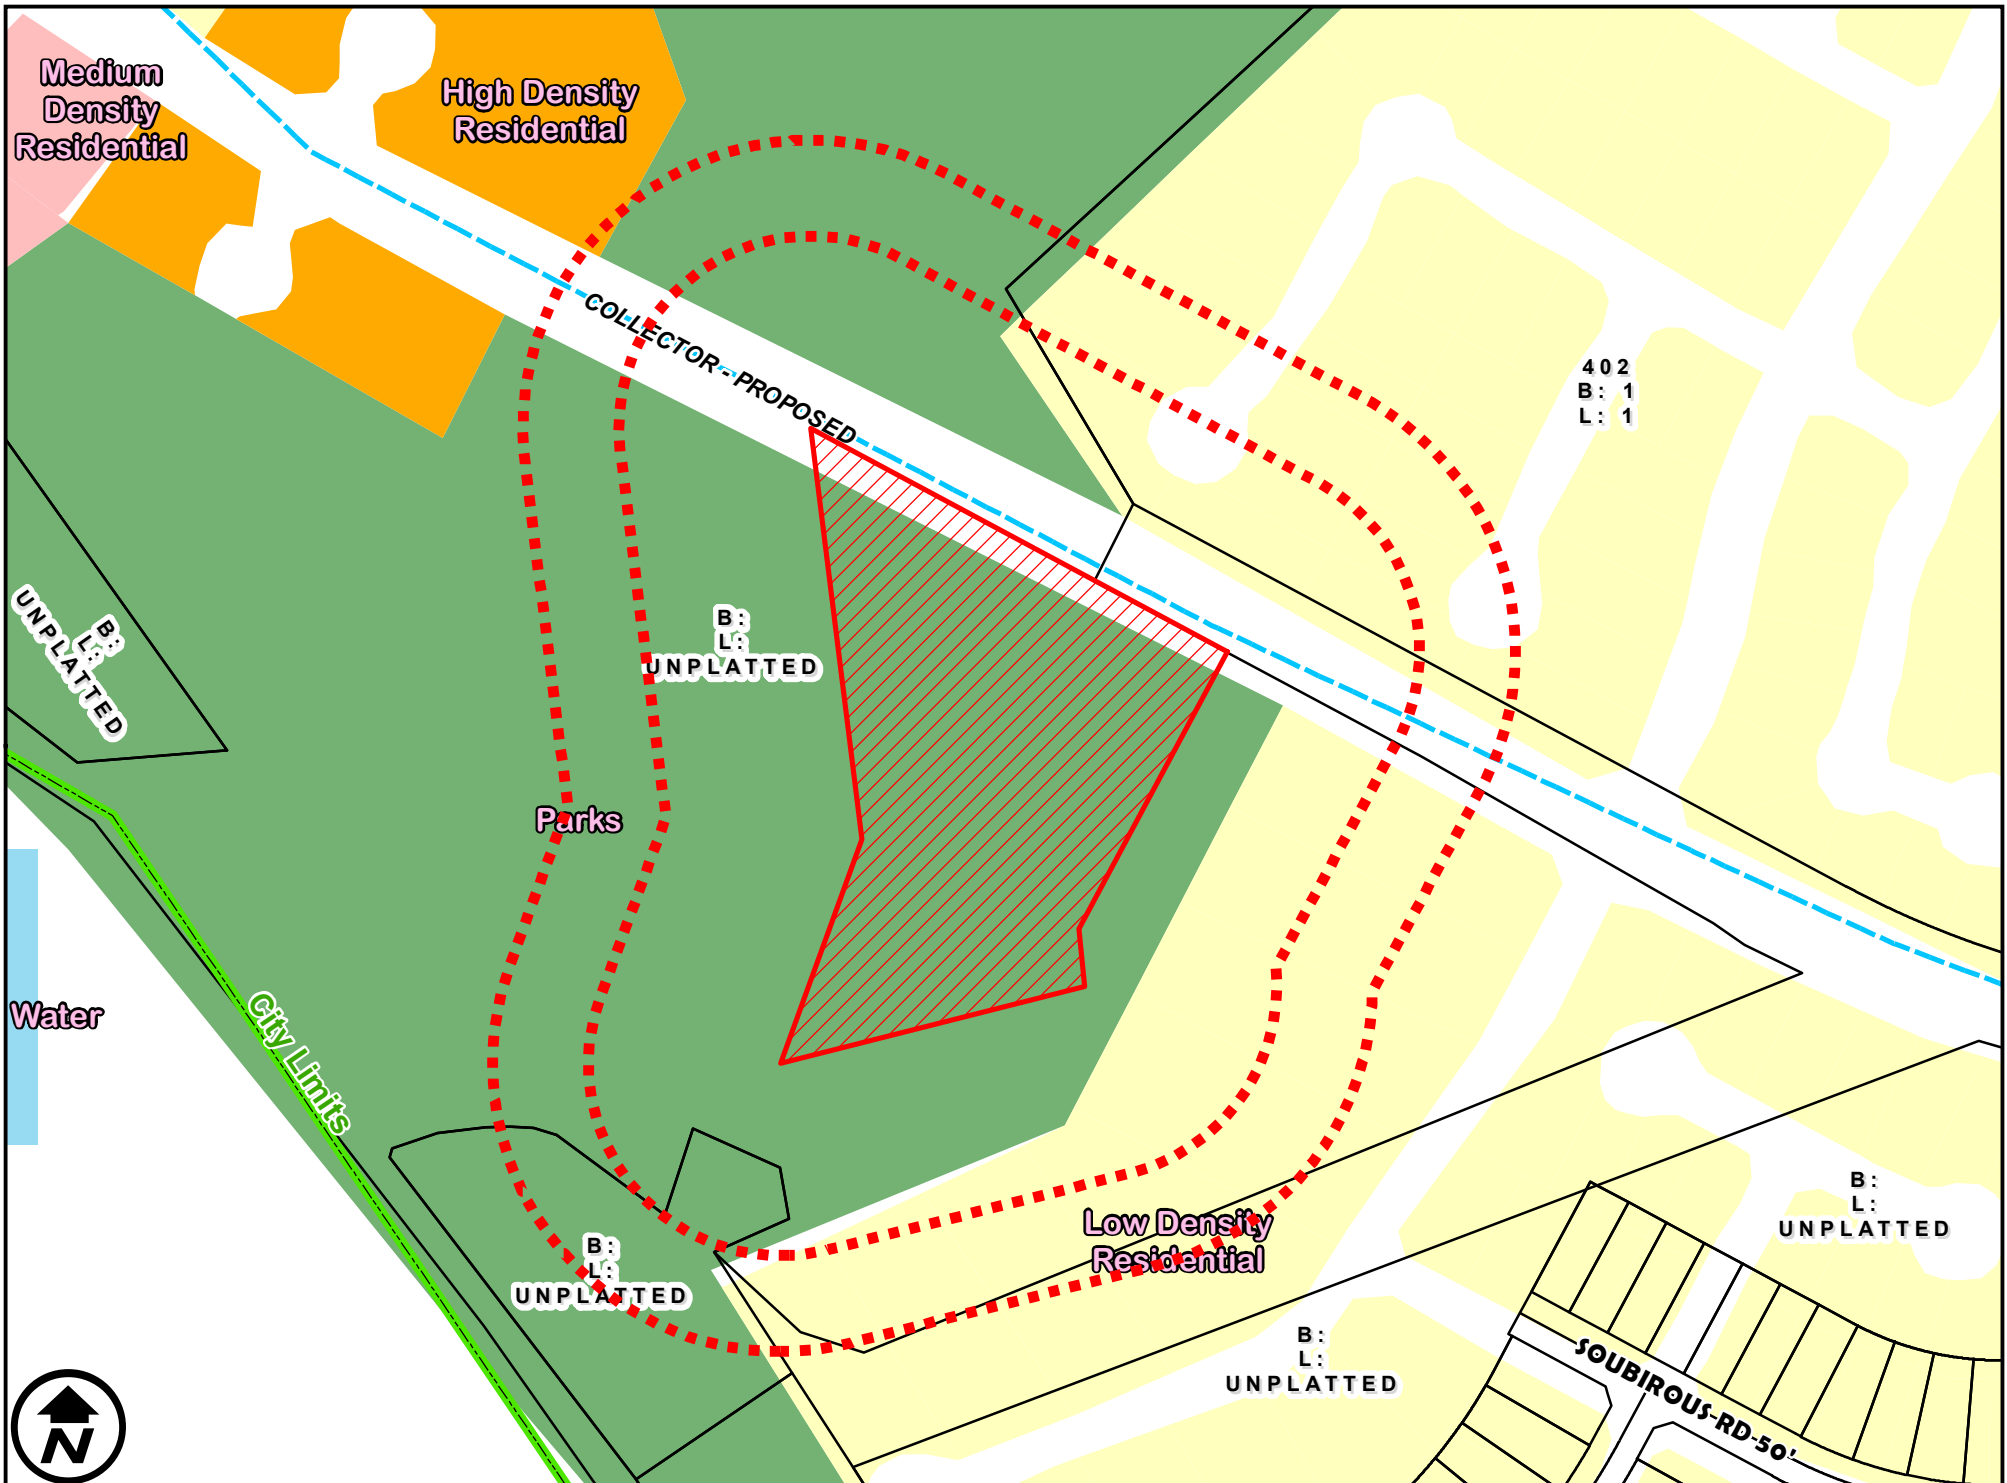 Medium
Density
Residential
High Density
Residential
COLLECTOR - PROPOSED
402
B: 1
L: 1
B:
L:
UNPLATTED
B:
L:
UNPLATTED
Parks
Water
City Limits
B:
L:
UNPLATTED
Low Density
Residential
B:
L:
UNPLATTED
B:
L:
UNPLATTED
SOUBIROUS-RD-50'
N